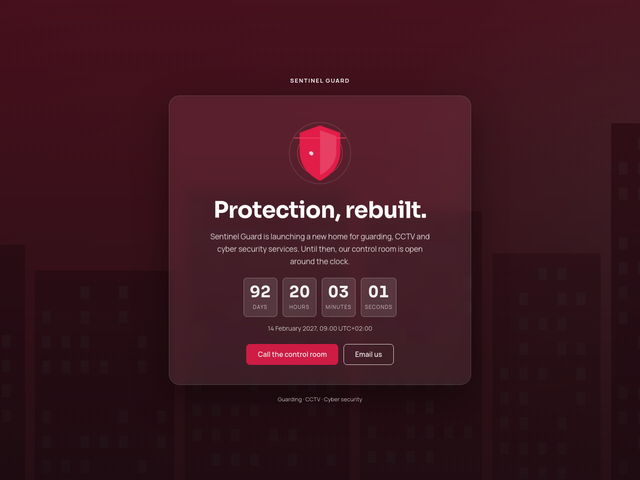 SENTINEL GUARD
Protection, rebuilt.
Sentinel Guard is launching a new home for guarding, CCTV and
cyber security services. Until then, our control room is open
around the clock.
92 20 03 01
DAYS HOURS MINUTES SECONDS
14 February 2027, 09:00 UTC+02:00
Call the control room Email us
Guarding · CCTV · Cyber security